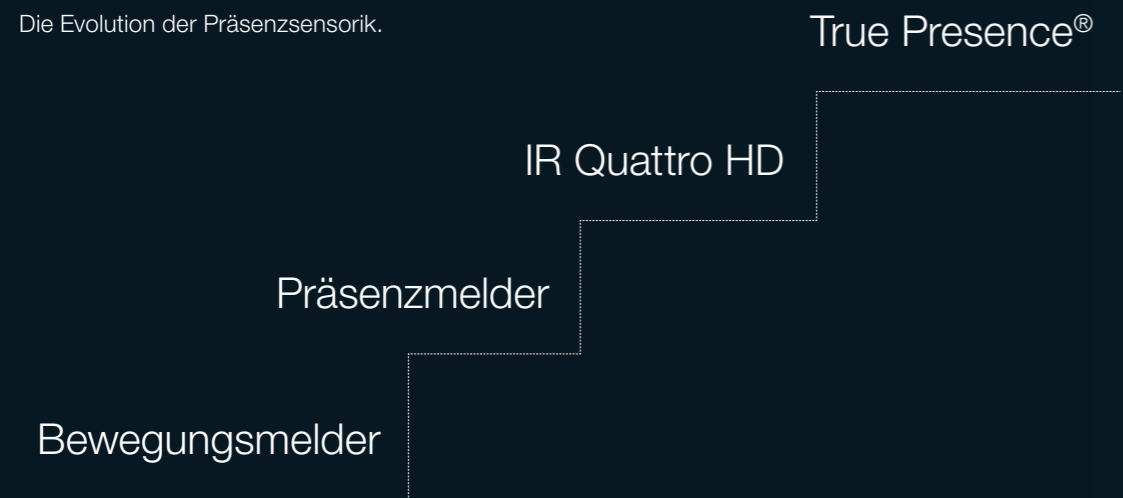 Die Evolution der Präsenzsensorik.
True Presence®
IR Quattro HD
Präsenzmelder
Bewegungsmelder